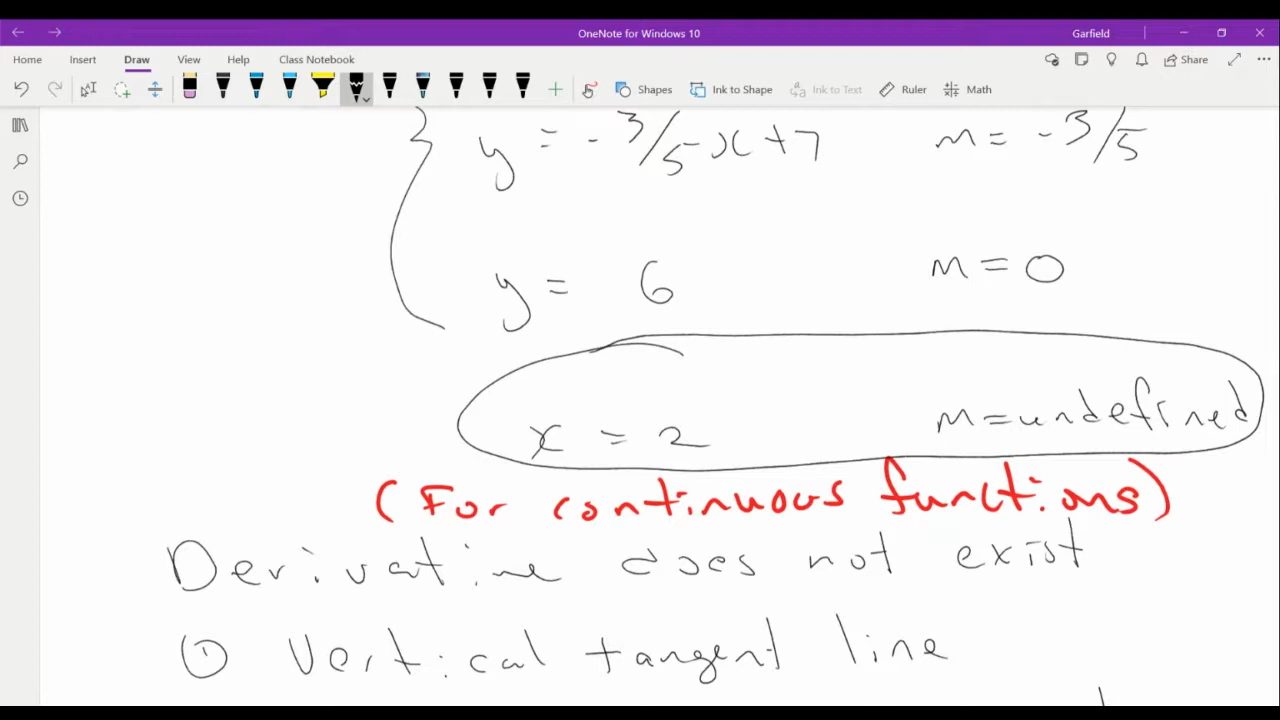 OneNote for Windows 10
Garfield
Home Insert Draw View Help Class Notebook
Share
Shapes Ink to Shape Ink to Text Ruler Math
y = -3/5x+7 m= -3/5
y = 6 m=0
x = 2 m=undefined
(For continuous functions)
Derivative does not exist
① Vertical tangent line